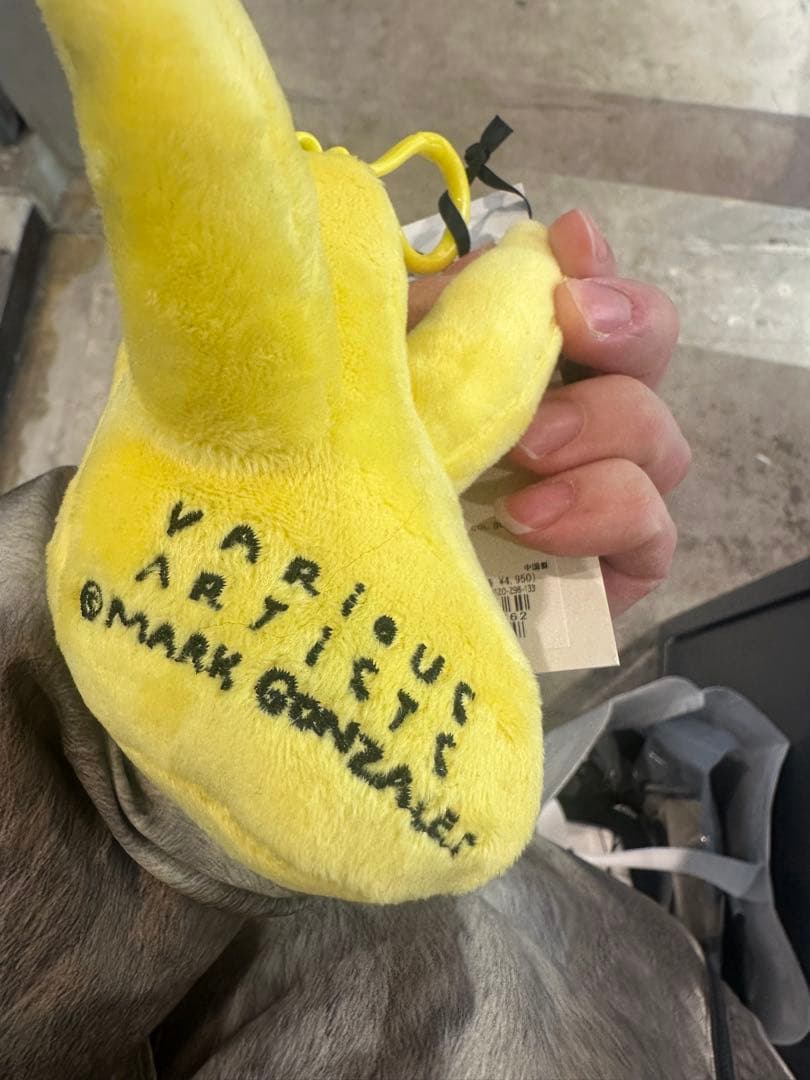 VARIOUS
ARTISTS
©MARK GONZALES
中国製
¥4,950)